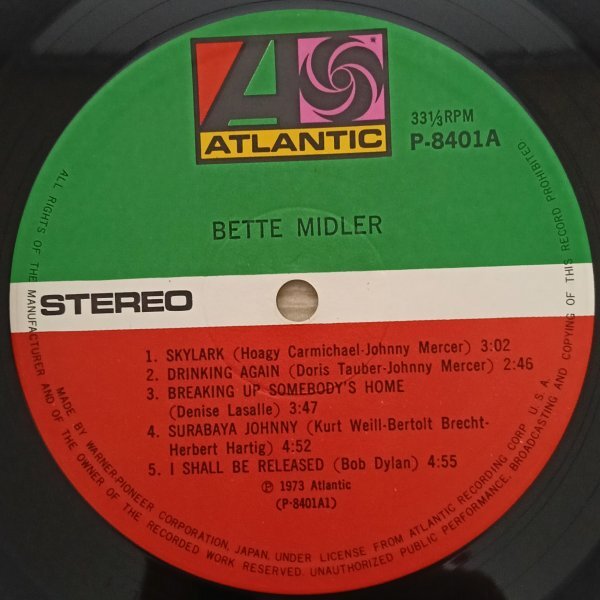 ATLANTIC
33⅓RPM
P-8401A
BETTE MIDLER
STEREO
1. SKYLARK (Hoagy Carmichael-Johnny Mercer) 3:02
2. DRINKING AGAIN (Doris Tauber-Johnny Mercer) 2:46
3. BREAKING UP SOMEBODY'S HOME
(Denise Lasalle) 3:47
4. SURABAYA JOHNNY (Kurt Weill-Bertolt Brecht-
Herbert Hartig) 4:52
5. I SHALL BE RELEASED (Bob Dylan) 4:55
Ⓟ 1973 Atlantic
(P-8401A1)
MADE BY WARNER-PIONEER CORPORATION, JAPAN. UNDER LICENSE FROM ATLANTIC RECORDING CORP. U.S.A.
ALL RIGHTS OF THE MANUFACTURER AND OF THE OWNER OF THE RECORDED WORK RESERVED. UNAUTHORIZED PUBLIC PERFORMANCE, BROADCASTING AND COPYING OF THIS RECORD PROHIBITED.